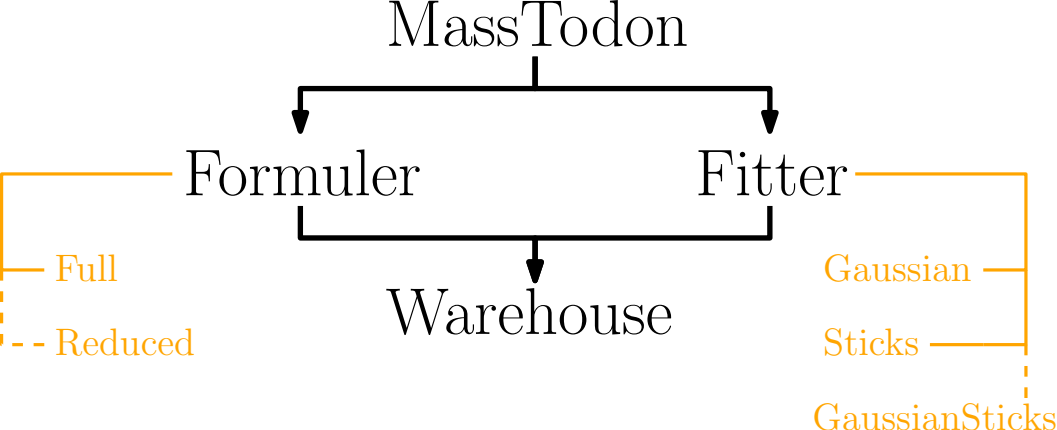 MassTodon
Formuler Fitter
Full Gaussian
Warehouse
Reduced Sticks
GaussianSticks